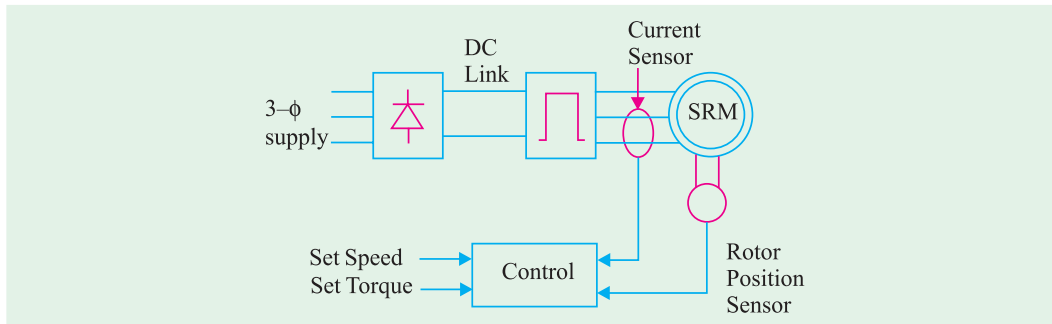 Current
Sensor
DC
Link
3–ϕ
supply
SRM
Set Speed
Set Torque
Control
Rotor
Position
Sensor